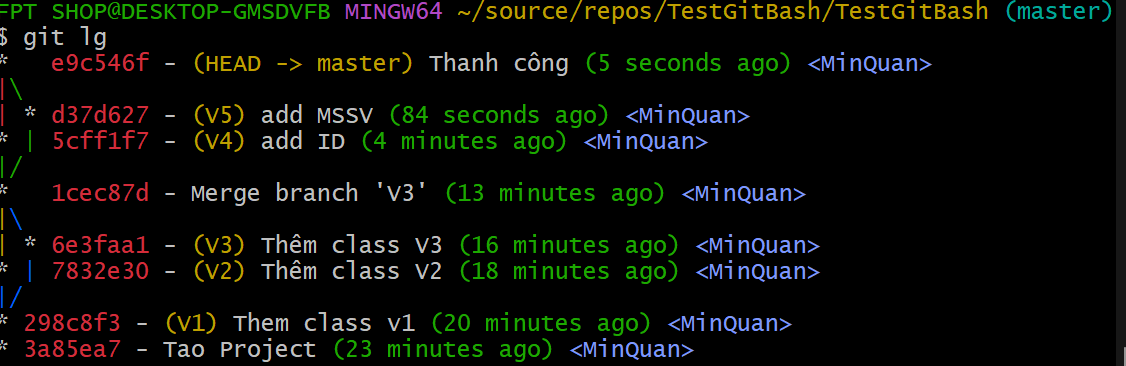 FPT SHOP@DESKTOP-GMSDVFB MINGW64 ~/source/repos/TestGitBash/TestGitBash (master)
$ git lg
*   e9c546f - (HEAD -> master) Thanh công (5 seconds ago) <MinQuan>
|\
| * d37d627 - (V5) add MSSV (84 seconds ago) <MinQuan>
* | 5cff1f7 - (V4) add ID (4 minutes ago) <MinQuan>
|/
*   1cec87d - Merge branch 'V3' (13 minutes ago) <MinQuan>
|\
| * 6e3faa1 - (V3) Thêm class V3 (16 minutes ago) <MinQuan>
* | 7832e30 - (V2) Thêm class V2 (18 minutes ago) <MinQuan>
|/
* 298c8f3 - (V1) Them class v1 (20 minutes ago) <MinQuan>
* 3a85ea7 - Tao Project (23 minutes ago) <MinQuan>